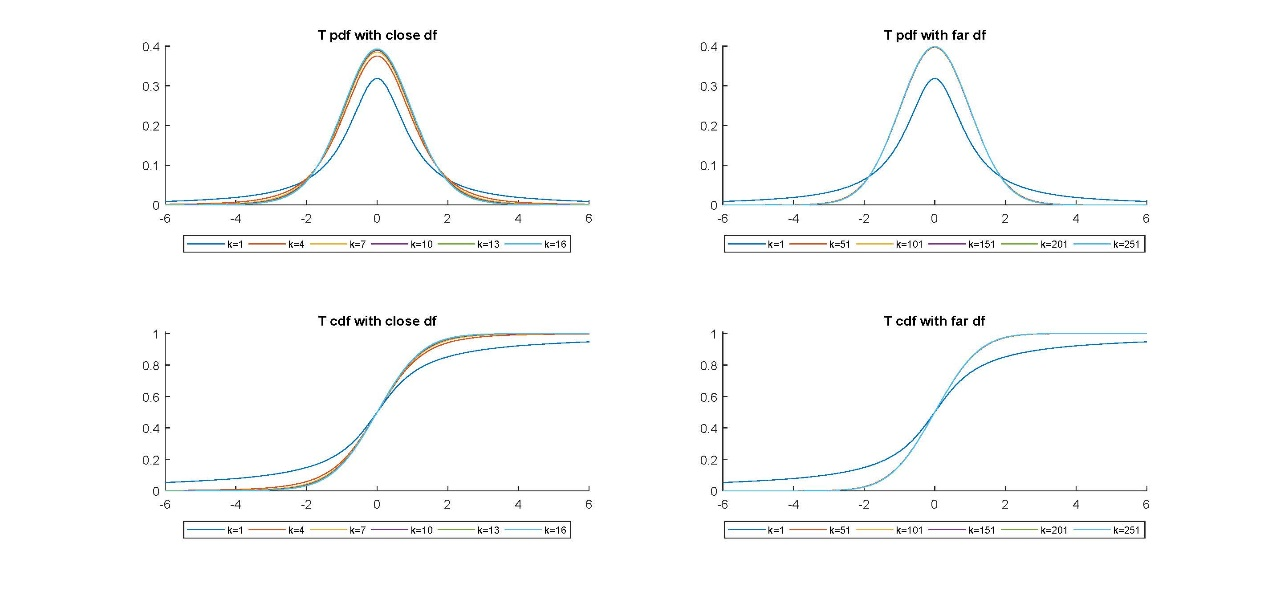 T pdf with close df
0.4
0.3
0.2
0.1
0
-6 -4 -2 0 2 4 6
k=1 k=4 k=7 k=10 k=13 k=16
T pdf with far df
0.4
0.3
0.2
0.1
0
-6 -4 -2 0 2 4 6
k=1 k=51 k=101 k=151 k=201 k=251
T cdf with close df
1
0.8
0.6
0.4
0.2
0
-6 -4 -2 0 2 4 6
k=1 k=4 k=7 k=10 k=13 k=16
T cdf with far df
1
0.8
0.6
0.4
0.2
0
-6 -4 -2 0 2 4 6
k=1 k=51 k=101 k=151 k=201 k=251